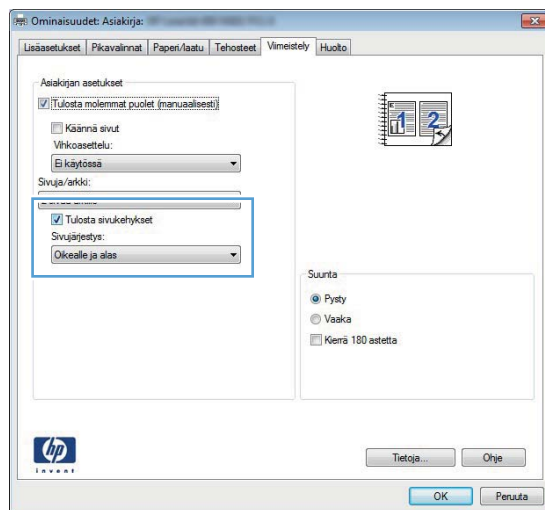 Ominaisuudet: Asiakirja:
Lisäasetukset Pikavalinnat Paperi/laatu Tehosteet Viimeistely Huolto
Asiakirjan asetukset
Tulosta molemmat puolet (manuaalisesti)
Käännä sivut
Vihkoasettelu:
Ei käytössä
Sivuja/arkki:
Tulosta sivukehykset
Sivujärjestys:
Oikealle ja alas
1 2
Suunta
Pysty
Vaaka
Kierrä 180 astetta
hp
invent
Tietoja... Ohje
OK Peruuta